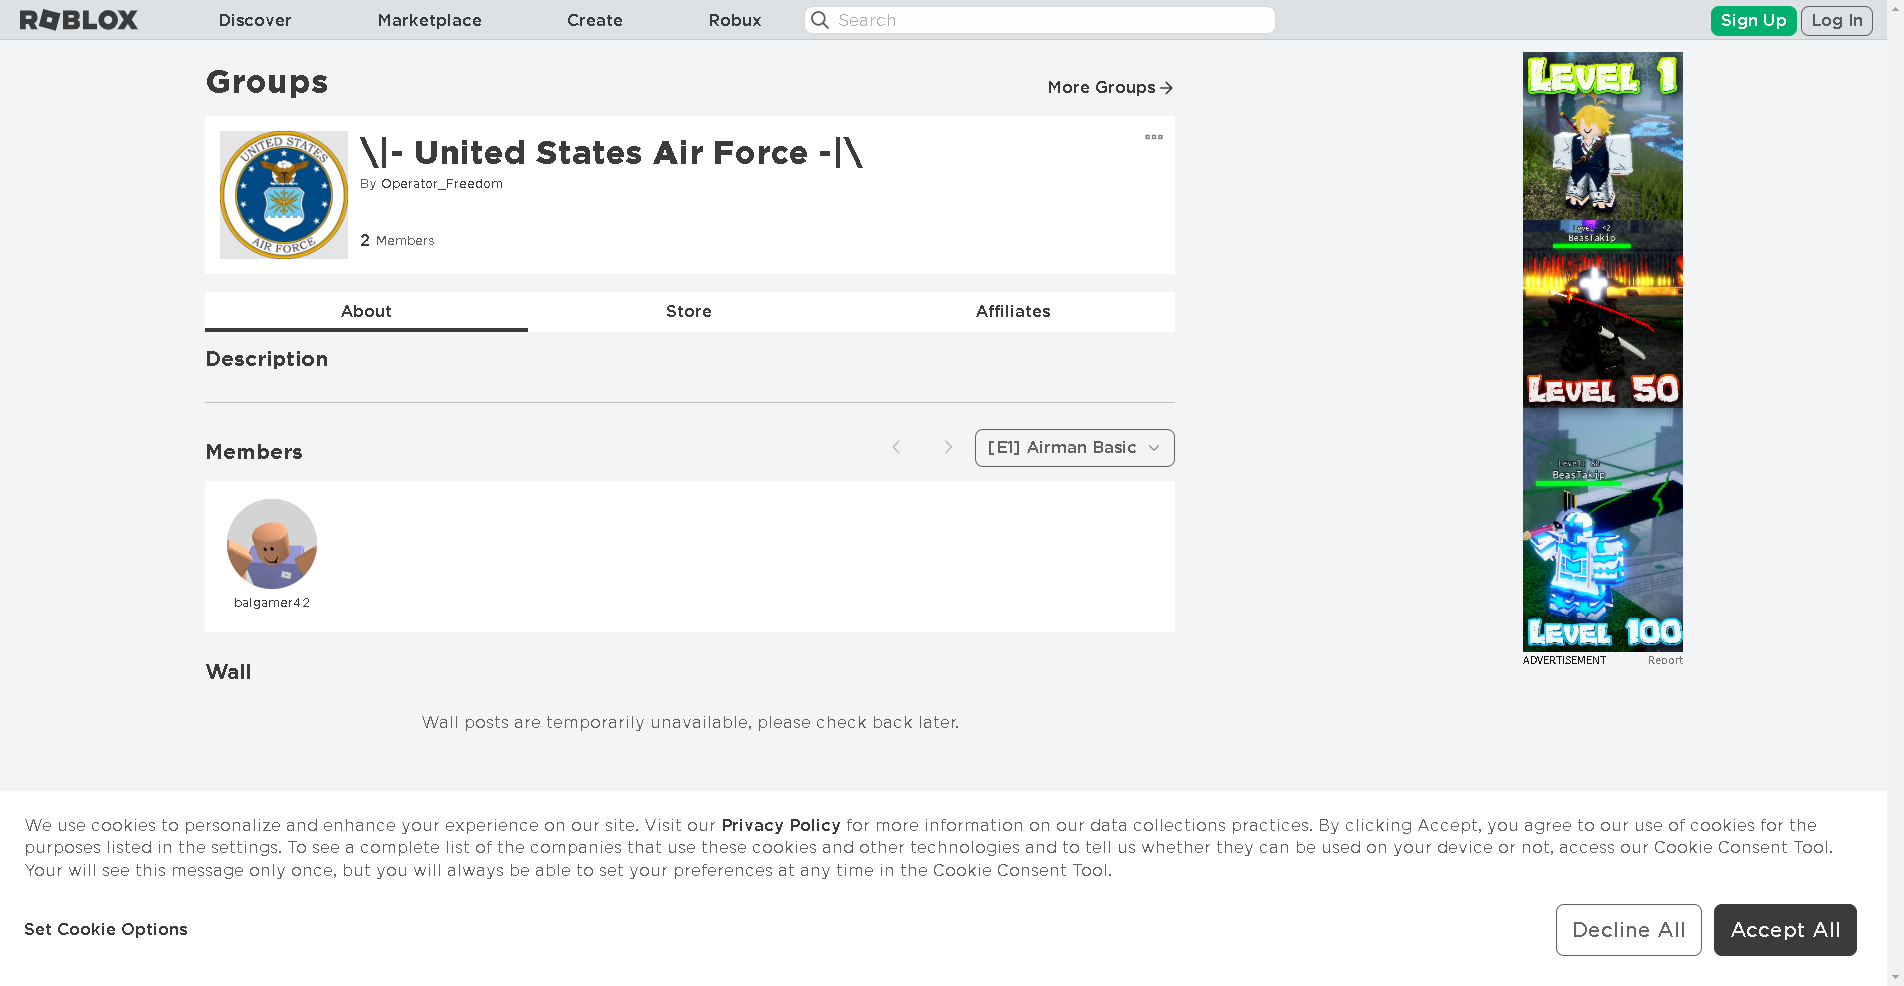 ROBLOX
Discover
Marketplace
Create
Robux
Search
Sign Up
Log In
Groups
More Groups
\|- United States Air Force -|\
By Operator_Freedom
2 Members
UNITED STATES
AIR FORCE
About
Store
Affiliates
Description
Members
[E1] Airman Basic
balgamer42
Wall
Wall posts are temporarily unavailable, please check back later.
LEVEL 1
BeasTakip
LEVEL 50
BeasTakip
LEVEL 100
ADVERTISEMENT
Report
We use cookies to personalize and enhance your experience on our site. Visit our Privacy Policy for more information on our data collections practices. By clicking Accept, you agree to our use of cookies for the
purposes listed in the settings. To see a complete list of the companies that use these cookies and other technologies and to tell us whether they can be used on your device or not, access our Cookie Consent Tool.
Your will see this message only once, but you will always be able to set your preferences at any time in the Cookie Consent Tool.
Set Cookie Options
Decline All
Accept All